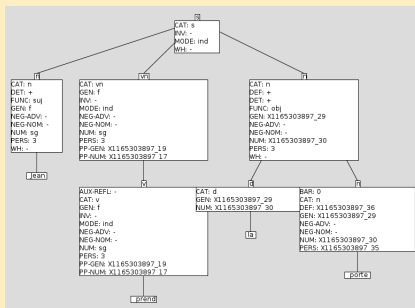 s
CAT: s
INV: -
MODE: ind
WH: -
n
CAT: n
DET: +
FUNC: suj
GEN: f
NEG-ADV: -
NEG-NOM: -
NUM: sg
PERS: 3
WH: -
Jean
vn
CAT: vn
GEN: f
INV: -
MODE: ind
NEG-ADV: -
NEG-NOM: -
NUM: sg
PERS: 3
PP-GEN: X1165303897_19
PP-NUM: X1165303897_17
n
CAT: n
DEF: +
DET: +
FUNC: obj
GEN: X1165303897_29
NEG-ADV: -
NEG-NOM: -
NUM: X1165303897_30
PERS: 3
WH: -
v
AUX-REFL: -
CAT: v
GEN: f
INV: -
MODE: ind
NEG-ADV: -
NEG-NOM: -
NUM: sg
PERS: 3
PP-GEN: X1165303897_19
PP-NUM: X1165303897_17
prend
d
CAT: d
GEN: X1165303897_29
NUM: X1165303897_30
la
n
BAR: 0
CAT: n
DEF: X1165303897_36
GEN: X1165303897_29
NEG-ADV: -
NEG-NOM: -
NUM: X1165303897_30
PERS: X1165303897_35
porte